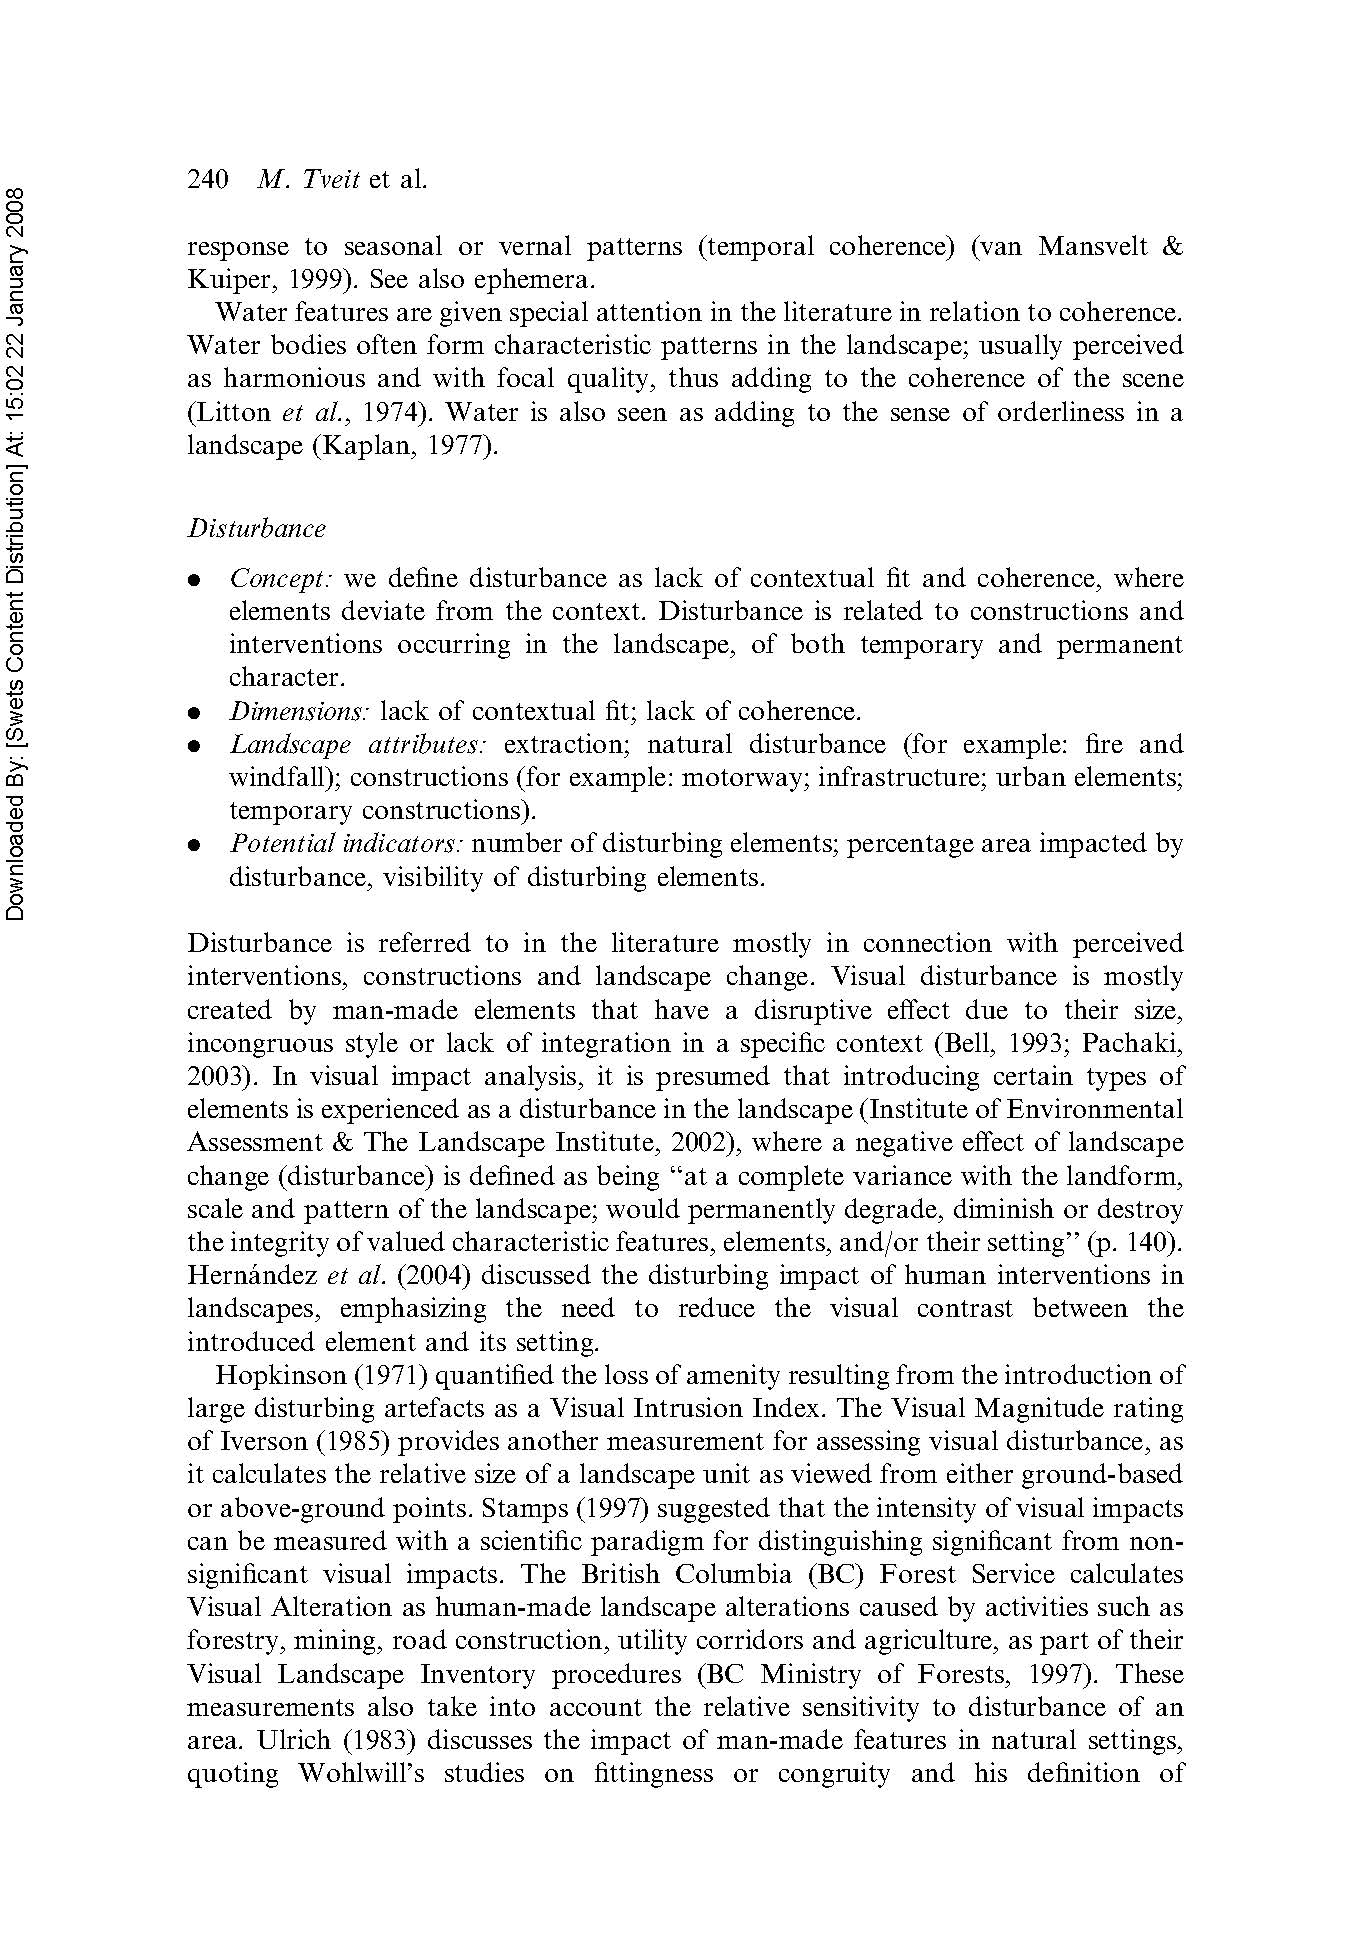 240 M. Tveit et al.
response to seasonal or vernal patterns (temporal coherence) (van Mansvelt &
Kuiper, 1999). See also ephemera.
Water features are given special attention in the literature in relation to coherence.
Water bodies often form characteristic patterns in the landscape; usually perceived
as harmonious and with focal quality, thus adding to the coherence of the scene
(Litton et al., 1974). Water is also seen as adding to the sense of orderliness in a
landscape (Kaplan, 1977).
Disturbance
● Concept: we define disturbance as lack of contextual fit and coherence, where
elements deviate from the context. Disturbance is related to constructions and
interventions occurring in the landscape, of both temporary and permanent
character.
● Dimensions: lack of contextual fit; lack of coherence.
● Landscape attributes: extraction; natural disturbance (for example: fire and
windfall); constructions (for example: motorway; infrastructure; urban elements;
temporary constructions).
● Potential indicators: number of disturbing elements; percentage area impacted by
disturbance, visibility of disturbing elements.
Disturbance is referred to in the literature mostly in connection with perceived
interventions, constructions and landscape change. Visual disturbance is mostly
created by man-made elements that have a disruptive effect due to their size,
incongruous style or lack of integration in a specific context (Bell, 1993; Pachaki,
2003). In visual impact analysis, it is presumed that introducing certain types of
elements is experienced as a disturbance in the landscape (Institute of Environmental
Assessment & The Landscape Institute, 2002), where a negative effect of landscape
change (disturbance) is defined as being “at a complete variance with the landform,
scale and pattern of the landscape; would permanently degrade, diminish or destroy
the integrity of valued characteristic features, elements, and/or their setting” (p. 140).
Hernández et al. (2004) discussed the disturbing impact of human interventions in
landscapes, emphasizing the need to reduce the visual contrast between the
introduced element and its setting.
Hopkinson (1971) quantified the loss of amenity resulting from the introduction of
large disturbing artefacts as a Visual Intrusion Index. The Visual Magnitude rating
of Iverson (1985) provides another measurement for assessing visual disturbance, as
it calculates the relative size of a landscape unit as viewed from either ground-based
or above-ground points. Stamps (1997) suggested that the intensity of visual impacts
can be measured with a scientific paradigm for distinguishing significant from non-
significant visual impacts. The British Columbia (BC) Forest Service calculates
Visual Alteration as human-made landscape alterations caused by activities such as
forestry, mining, road construction, utility corridors and agriculture, as part of their
Visual Landscape Inventory procedures (BC Ministry of Forests, 1997). These
measurements also take into account the relative sensitivity to disturbance of an
area. Ulrich (1983) discusses the impact of man-made features in natural settings,
quoting Wohlwill’s studies on fittingness or congruity and his definition of
Downloaded By: [Swets Content Distribution] At: 15:02 22 January 2008